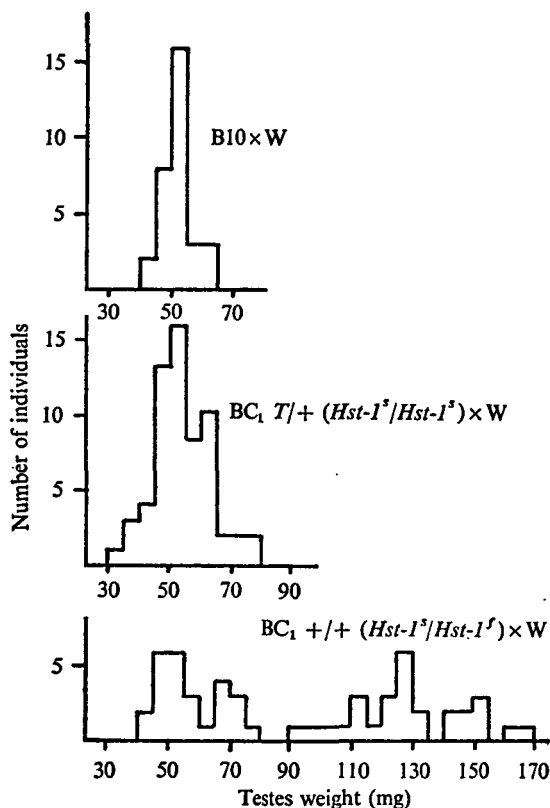 15
10
5
B10×W
30 50 70
Number of individuals
15
10
5
BC₁ T/+ (Hst-1ˢ/Hst-1ˢ)×W
30 50 70 90
BC₁ +/+ (Hst-1ˢ/Hst-1ᶠ)×W
5
30 50 70 90 110 130 150 170
Testes weight (mg)